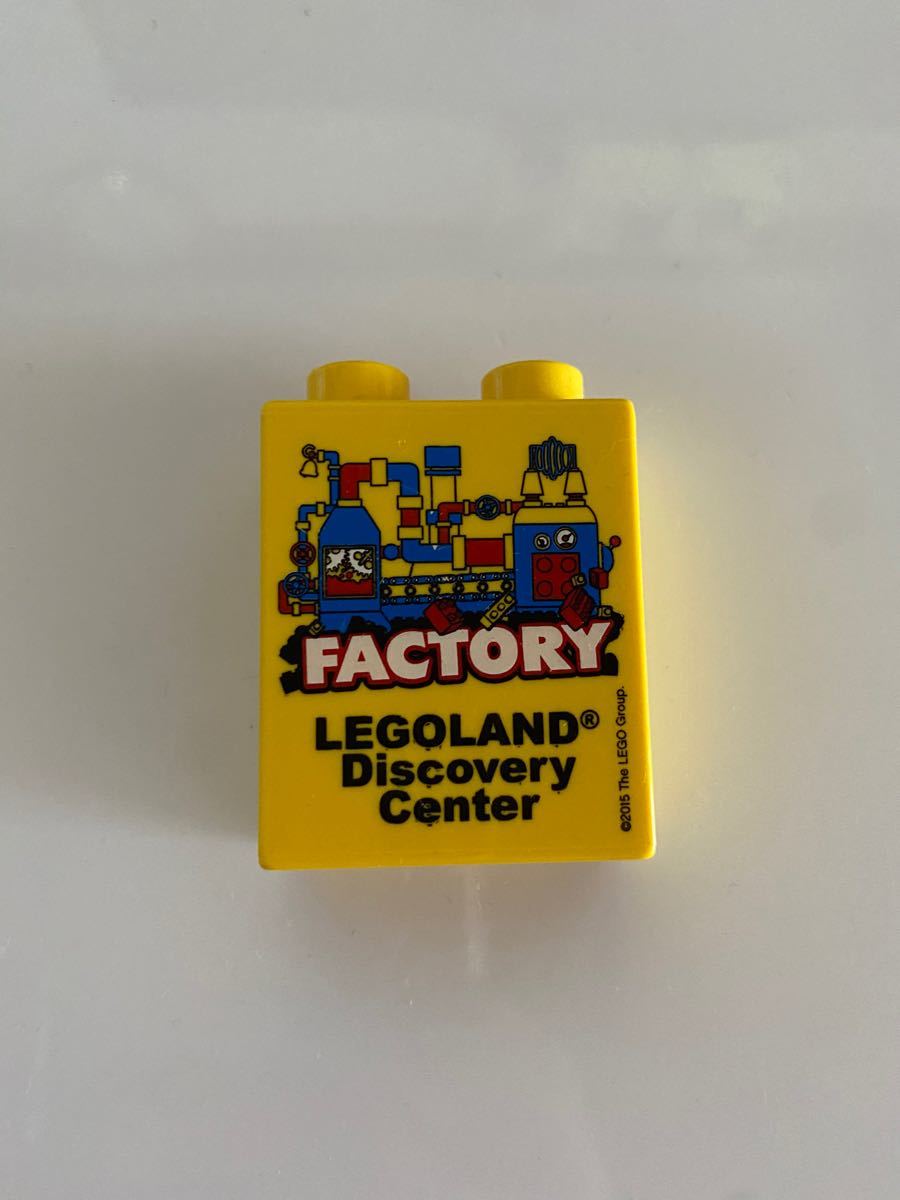 FACTORY
LEGOLAND®
Discovery
Center
©2015 The LEGO Group.